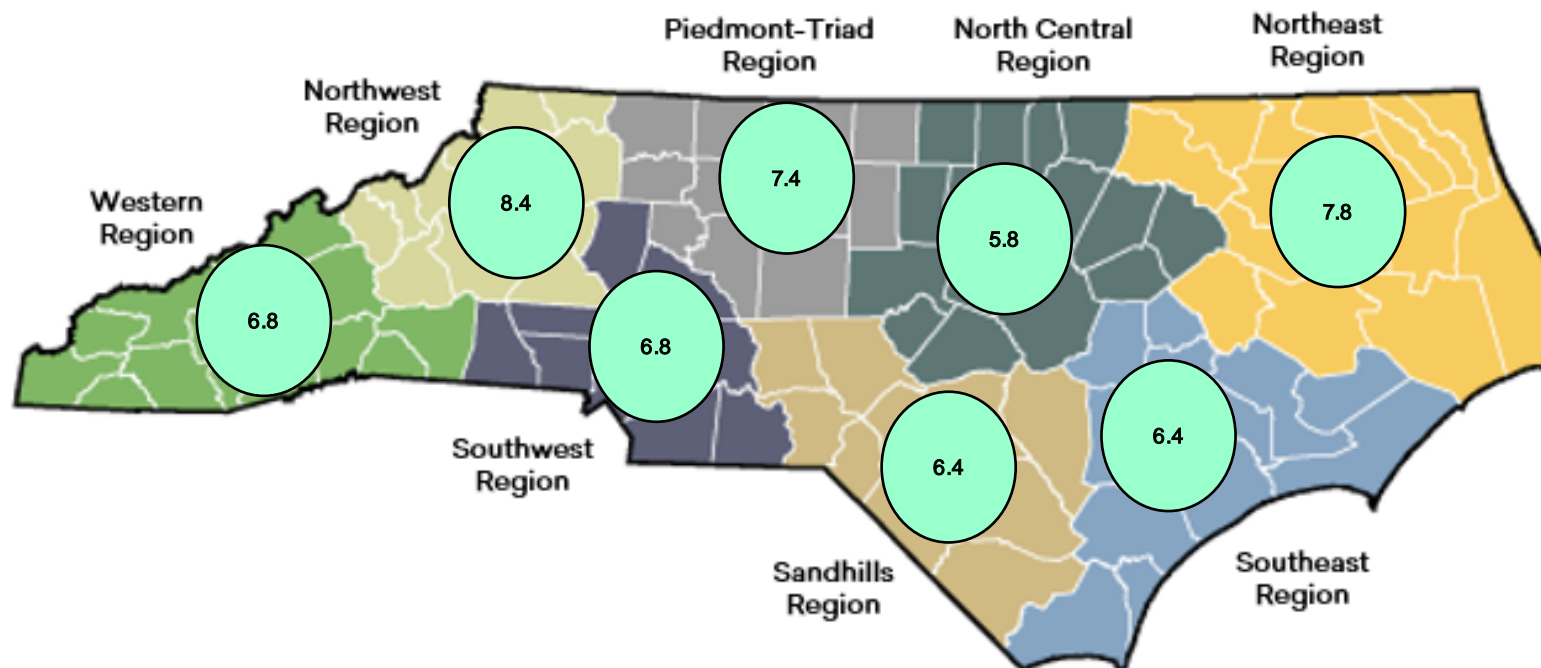 Piedmont-Triad
Region
North Central
Region
Northeast
Region
Northwest
Region
Western
Region
7.4
8.4
7.8
5.8
6.8
6.8
6.4
6.4
Southwest
Region
Sandhills
Region
Southeast
Region